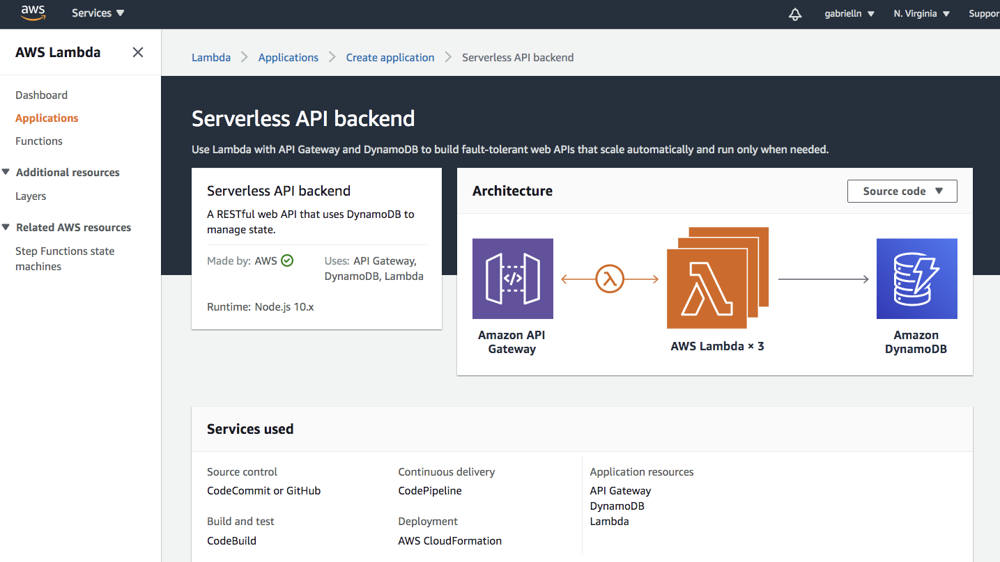 aws
Services
gabrielln
N. Virginia
Suppor
AWS Lambda
Dashboard
Applications
Functions
Additional resources
Layers
Related AWS resources
Step Functions state
machines
Lambda
Applications
Create application
Serverless API backend
Serverless API backend
Use Lambda with API Gateway and DynamoDB to build fault-tolerant web APIs that scale automatically and run only when needed.
Serverless API backend
A RESTful web API that uses DynamoDB to
manage state.
Made by: AWS
Uses: API Gateway,
DynamoDB, Lambda
Runtime: Node.js 10.x
Architecture
Source code
</>
λ
Amazon API
Gateway
AWS Lambda × 3
Amazon
DynamoDB
Services used
Source control
CodeCommit or GitHub
Build and test
CodeBuild
Continuous delivery
CodePipeline
Deployment
AWS CloudFormation
Application resources
API Gateway
DynamoDB
Lambda